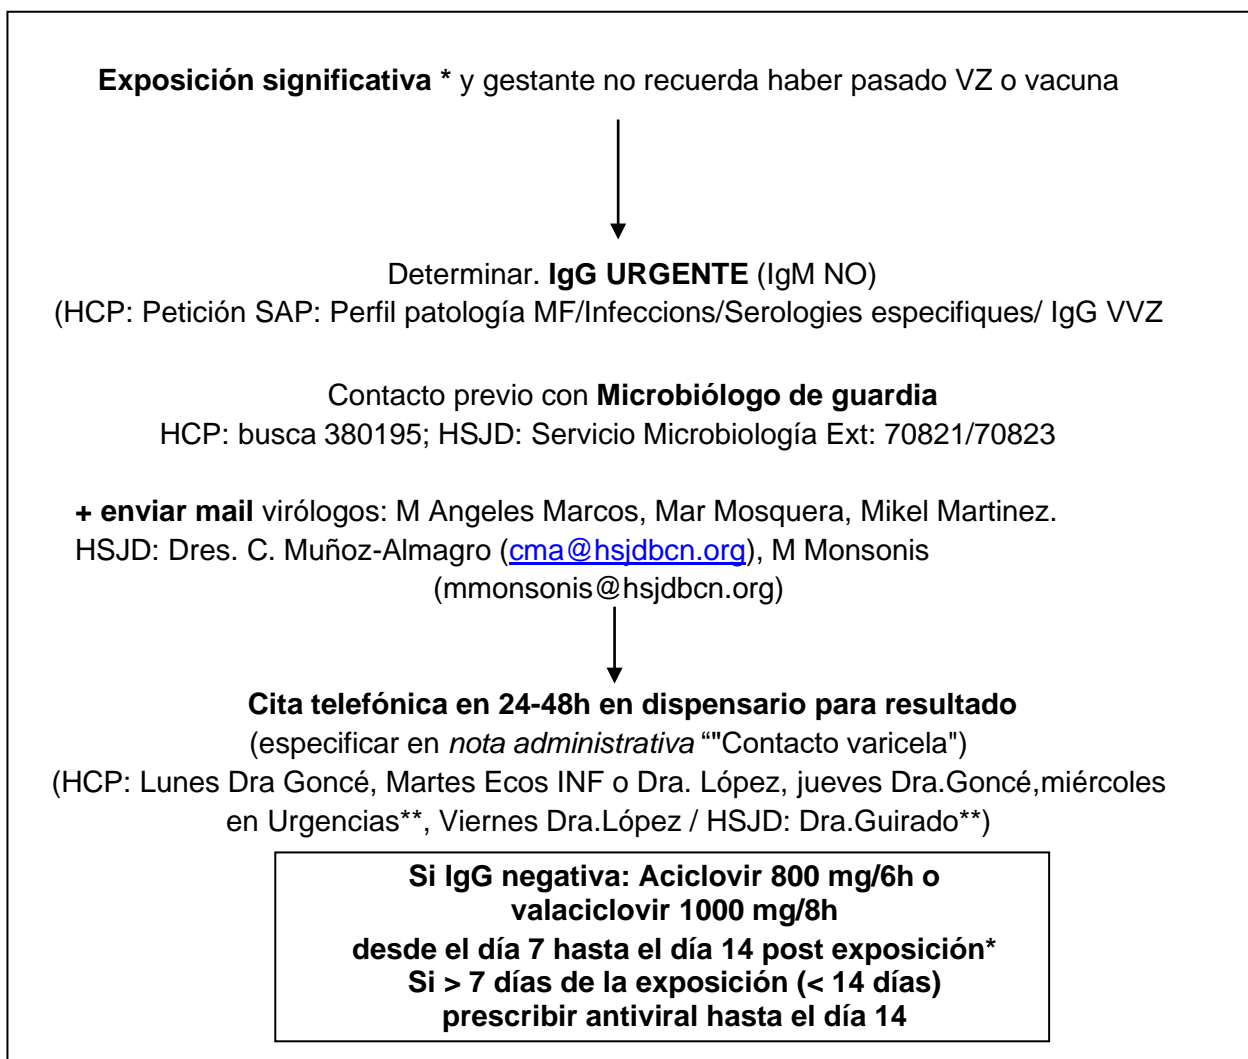 Exposición significativa * y gestante no recuerda haber pasado VZ o vacuna
Determinar. IgG URGENTE (IgM NO)
(HCP: Petición SAP: Perfil patología MF/Infeccions/Serologies especifiques/ IgG VVZ
Contacto previo con Microbiólogo de guardia
HCP: busca 380195; HSJD: Servicio Microbiología Ext: 70821/70823
+ enviar mail virólogos: M Angeles Marcos, Mar Mosquera, Mikel Martinez.
HSJD: Dres. C. Muñoz-Almagro (cma@hsjdbcn.org), M Monsonis
(mmonsonis@hsjdbcn.org)
Cita telefónica en 24-48h en dispensario para resultado
(especificar en nota administrativa “"Contacto varicela")
(HCP: Lunes Dra Goncé, Martes Ecos INF o Dra. López, jueves Dra.Goncé,miércoles
en Urgencias**, Viernes Dra.López / HSJD: Dra.Guirado**)
Si IgG negativa: Aciclovir 800 mg/6h o
valaciclovir 1000 mg/8h
desde el día 7 hasta el día 14 post exposición*
Si > 7 días de la exposición (< 14 días)
prescribir antiviral hasta el día 14